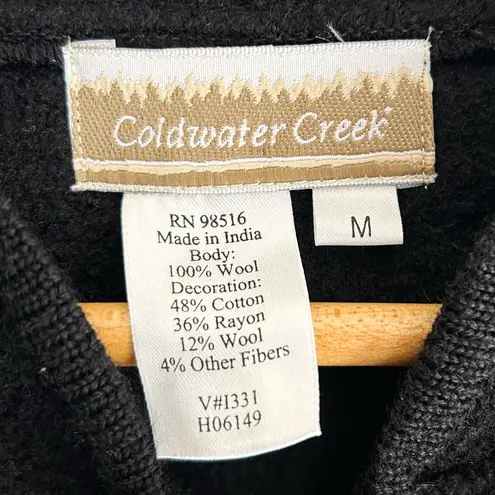 Coldwater Creek
RN 98516
Made in India
Body:
100% Wool
Decoration:
48% Cotton
36% Rayon
12% Wool
4% Other Fibers
V#I331
H06149
M